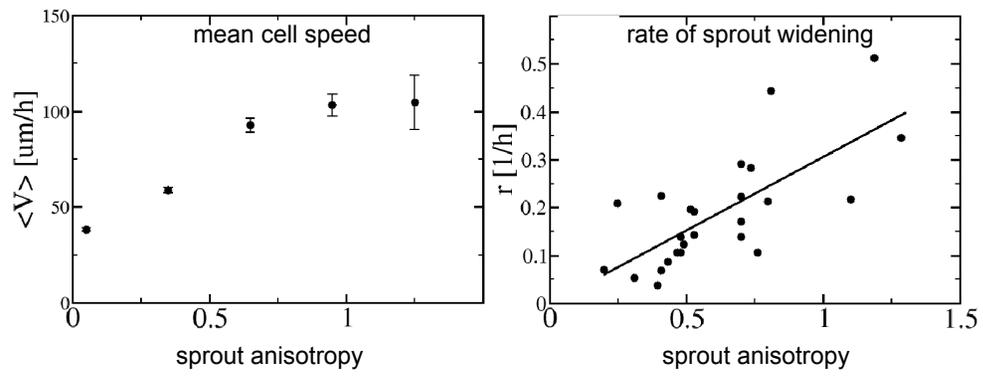 mean cell speed
150
100
50
0
<V> [um/h]
0
0.5
1
sprout anisotropy
rate of sprout widening
0.5
0.4
0.3
0.2
0.1
0
r [1/h]
0
0.5
1
1.5
sprout anisotropy